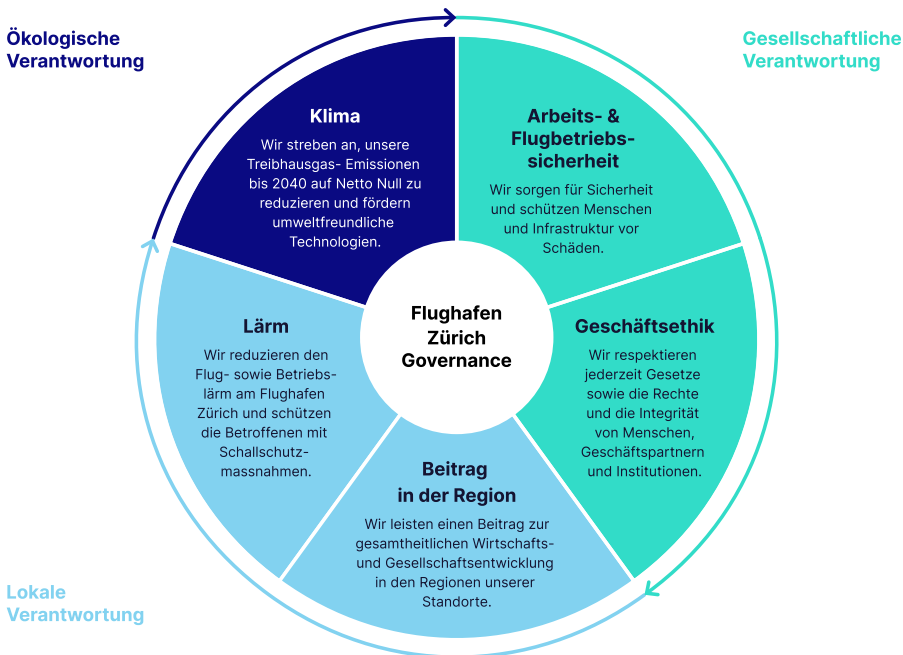 Ökologische
Verantwortung
Gesellschaftliche
Verantwortung
Klima
Wir streben an, unsere
Treibhausgas- Emissionen
bis 2040 auf Netto Null zu
reduzieren und fördern
umweltfreundliche
Technologien.
Arbeits- &
Flugbetriebs-
sicherheit
Wir sorgen für Sicherheit
und schützen Menschen
und Infrastruktur vor
Schäden.
Flughafen
Zürich
Governance
Lärm
Wir reduzieren den
Flug- sowie Betriebs-
lärm am Flughafen
Zürich und schützen
die Betroffenen mit
Schallschutz-
massnahmen.
Geschäftsethik
Wir respektieren
jederzeit Gesetze
sowie die Rechte
und die Integrität
von Menschen,
Geschäftspartnern
und Institutionen.
Beitrag
in der Region
Wir leisten einen Beitrag zur
gesamtheitlichen Wirtschafts-
und Gesellschaftsentwicklung
in den Regionen unserer
Standorte.
Lokale
Verantwortung